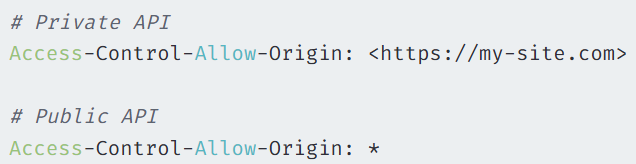 # Private API
Access-Control-Allow-Origin: <https://my-site.com>
# Public API
Access-Control-Allow-Origin: *